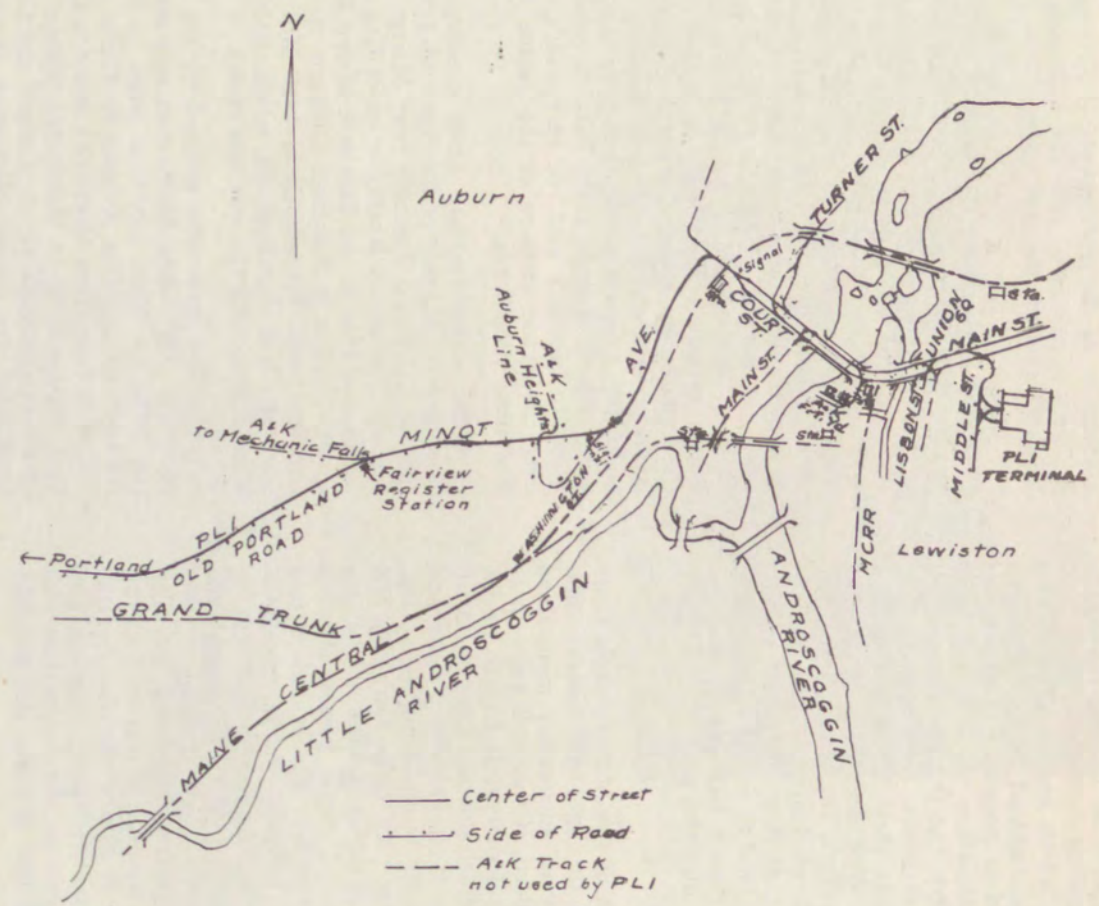 N
Auburn
TURNER ST.
Signal
COURT
ST.
UNION
SQ
Sta.
MAIN ST.
Auburn Heights
Line
A&K
AVE.
MAIN ST.
LISBON ST.
MIDDLE ST.
PLI
TERMINAL
A&K
to Mechanic Falls
MINOT
Sta.
Sta.
Fairview
Register
Station
WASHINGTON
ST.
PLI
OLD PORTLAND
ROAD
← Portland
MCRR
Lewiston
GRAND TRUNK
MAINE CENTRAL
LITTLE ANDROSCOGGIN
RIVER
ANDROSCOGGIN
RIVER
Center of Street
Side of Road
A&K Track
not used by PLI